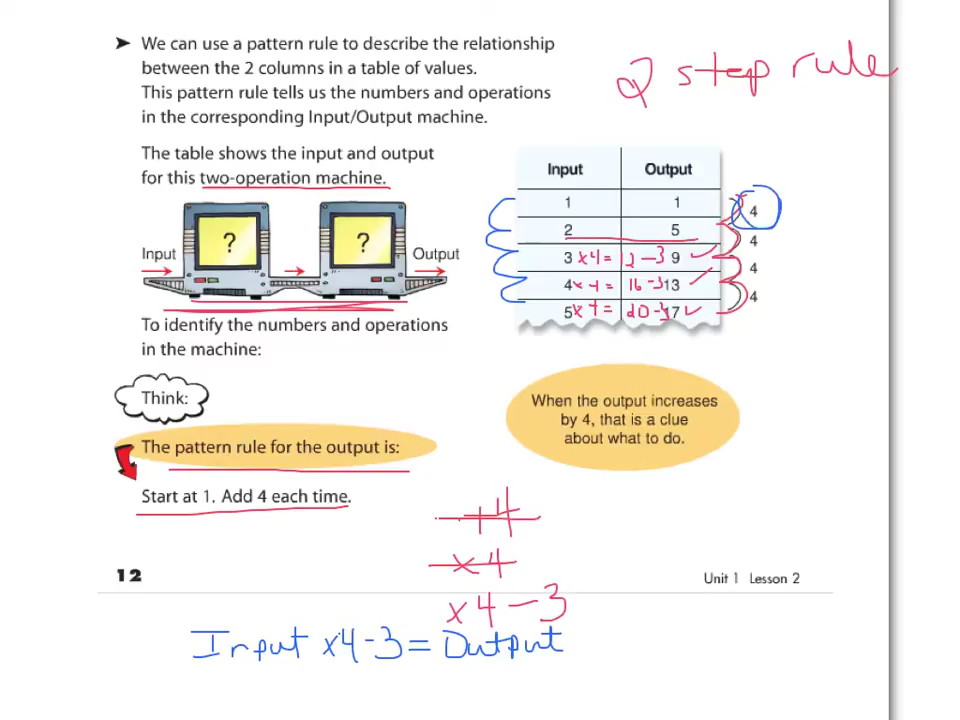 ➤ We can use a pattern rule to describe the relationship
between the 2 columns in a table of values.
This pattern rule tells us the numbers and operations
in the corresponding Input/Output machine.
2 step rule
The table shows the input and output
for this two-operation machine.
Input Output
1 1
2 5
3 x4= 12 -3 9
4 x4= 16 -3 13
5 x4= 20 -3 17
4
4
4
4
Input ? ? Output
To identify the numbers and operations
in the machine:
Think:
The pattern rule for the output is:
Start at 1. Add 4 each time.
When the output increases
by 4, that is a clue
about what to do.
+4
x4
x4-3
12
Unit 1 Lesson 2
Input x4-3= Output